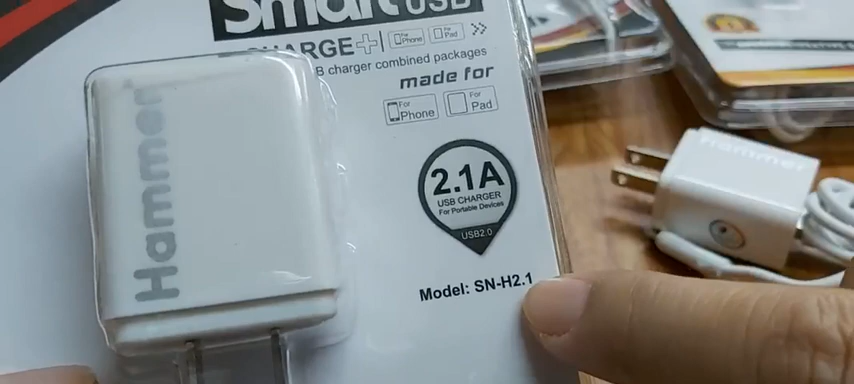 Smart USB
CHARGE+ For iPhone For iPad
B charger combined packages
made for
For iPhone For iPad
2.1A
USB CHARGER
For Portable Devices
USB2.0
Model: SN-H2.1
Hammer
hammer